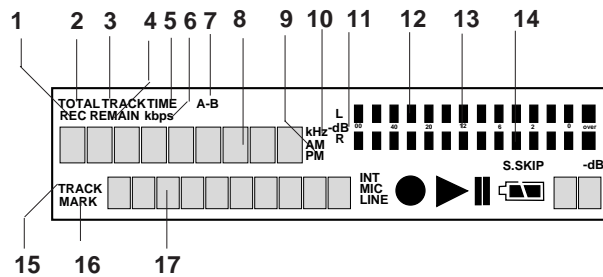 1 2 3 4 5 6 7 8 9 10 11 12 13 14
TOTAL TRACK TIME A-B
REC REMAIN kbps
L
kHz -dB 00 40 20 12 6 2 0 over
AM R
PM
S.SKIP -dB
TRACK INT
MARK MIC
LINE
15 16 17